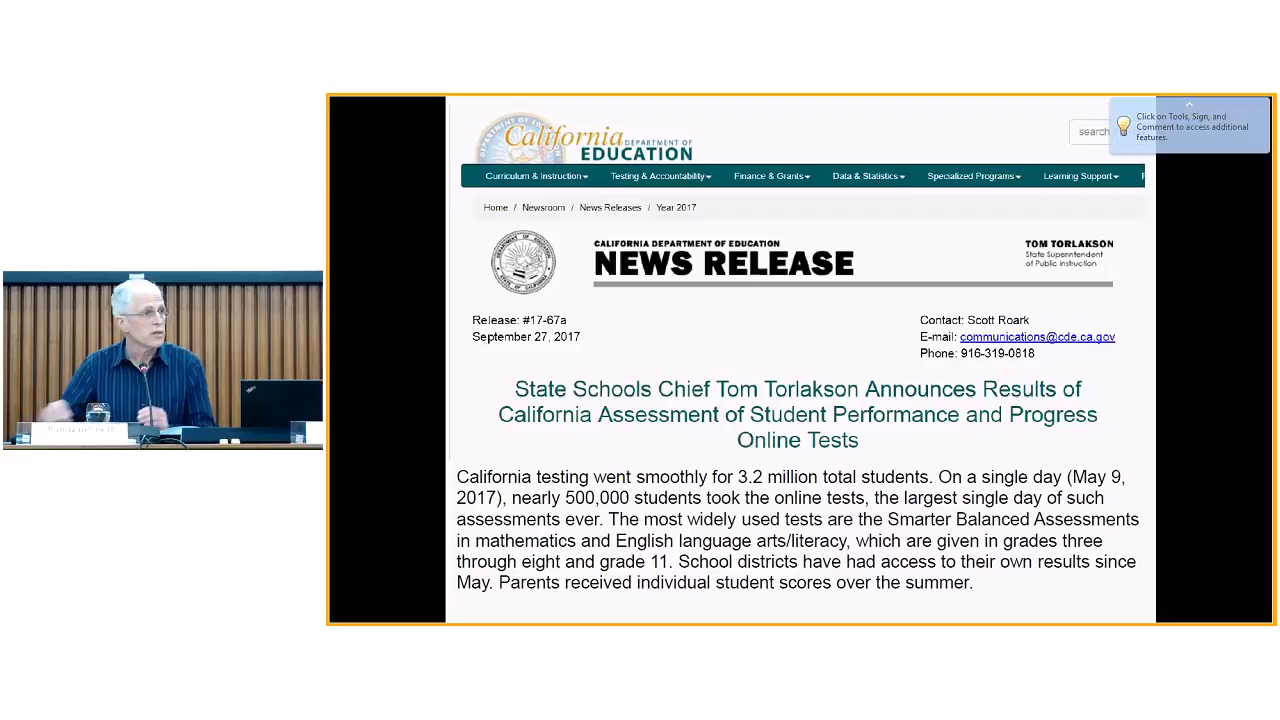 California DEPARTMENT OF
EDUCATION
search
Click on Tools, Sign, and
Comment to access additional
features.
Curriculum & Instruction Testing & Accountability Finance & Grants Data & Statistics Specialized Programs Learning Support
Home / Newsroom / News Releases / Year 2017
CALIFORNIA DEPARTMENT OF EDUCATION
NEWS RELEASE
TOM TORLAKSON
State Superintendent
of Public Instruction
Release: #17-67a
September 27, 2017
Contact: Scott Roark
E-mail: communications@cde.ca.gov
Phone: 916-319-0818
State Schools Chief Tom Torlakson Announces Results of
California Assessment of Student Performance and Progress
Online Tests
California testing went smoothly for 3.2 million total students. On a single day (May 9,
2017), nearly 500,000 students took the online tests, the largest single day of such
assessments ever. The most widely used tests are the Smarter Balanced Assessments
in mathematics and English language arts/literacy, which are given in grades three
through eight and grade 11. School districts have had access to their own results since
May. Parents received individual student scores over the summer.